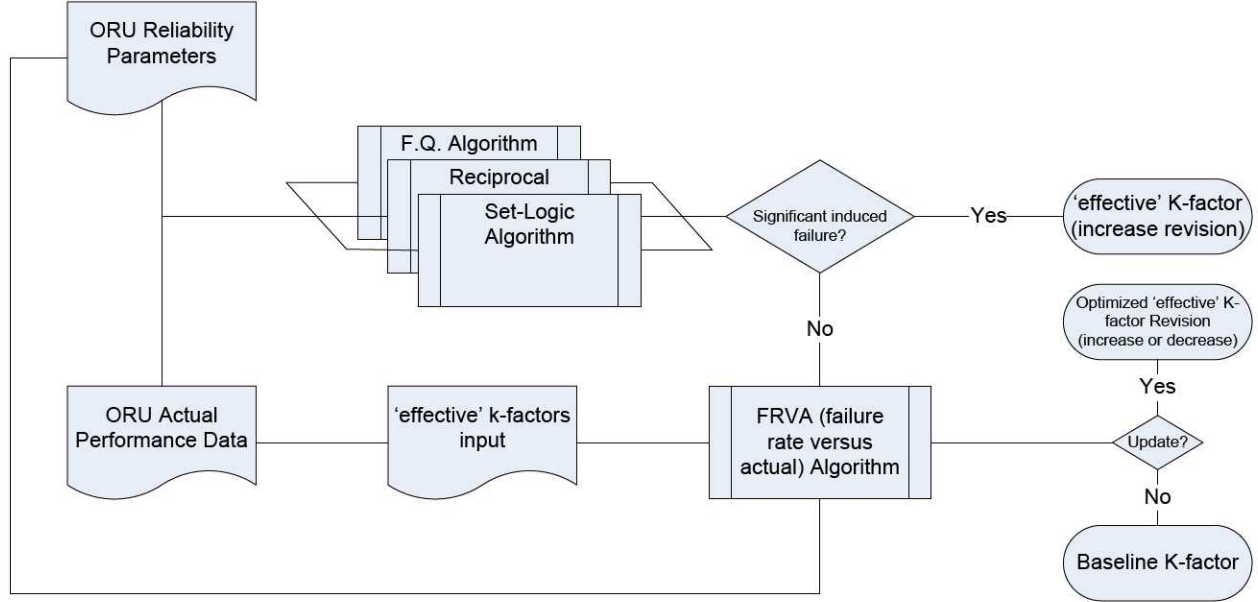 ORU Reliability
Parameters
F.Q. Algorithm
Reciprocal
Set-Logic
Algorithm
Significant induced
failure?
Yes
‘effective’ K-factor
(increase revision)
No
Optimized ‘effective’ K-
factor Revision
(increase or decrease)
Yes
ORU Actual
Performance Data
‘effective’ k-factors
input
FRVA (failure
rate versus
actual) Algorithm
Update?
No
Baseline K-factor